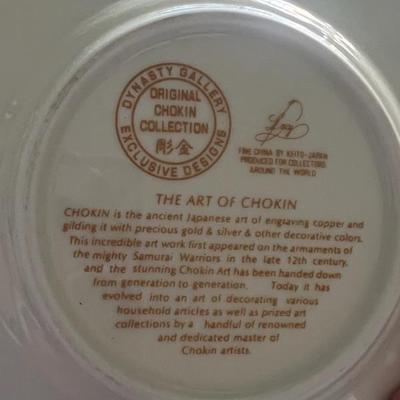 DYNASTY GALLERY
ORIGINAL
CHOKIN
COLLECTION
彫金
EXCLUSIVE DESIGNS
FINE CHINA BY KEITO-JAPAN
PRODUCED FOR COLLECTORS
AROUND THE WORLD
THE ART OF CHOKIN
CHOKIN is the ancient Japanese art of engraving copper and
gilding it with precious gold & silver & other decorative colors.
This incredible art work first appeared on the armaments of
the mighty Samurai Warriors in the late 12th century,
and the stunning Chokin Art has been handed down
from generation to generation. Today it has
evolved into an art of decorating various
household articles as well as prized art
collections by a handful of renowned
and dedicated master of
Chokin artists.